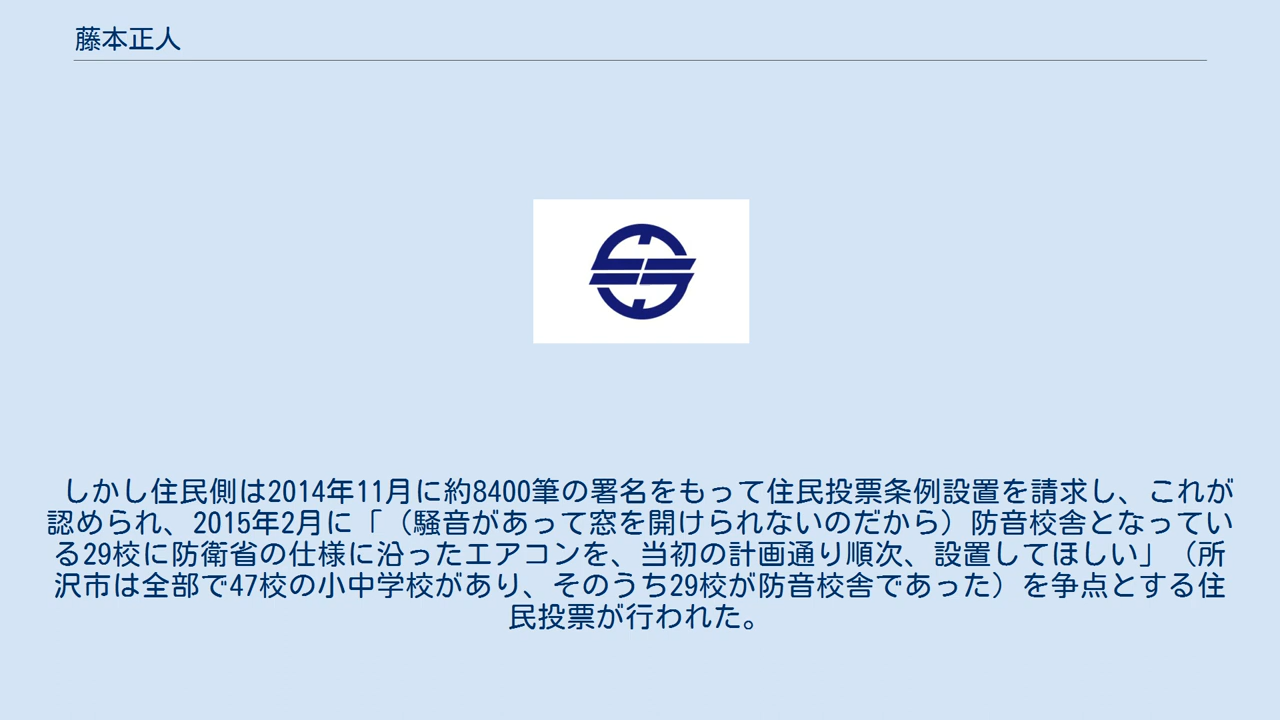 藤本正人
しかし住民側は2014年11月に約8400筆の署名をもって住民投票条例設置を請求し、これが
認められ、2015年2月に「（騒音があって窓を開けられないのだから）防音校舎となってい
る29校に防衛省の仕様に沿ったエアコンを、当初の計画通り順次、設置してほしい」（所
沢市は全部で47校の小中学校があり、そのうち29校が防音校舎であった）を争点とする住
民投票が行われた。